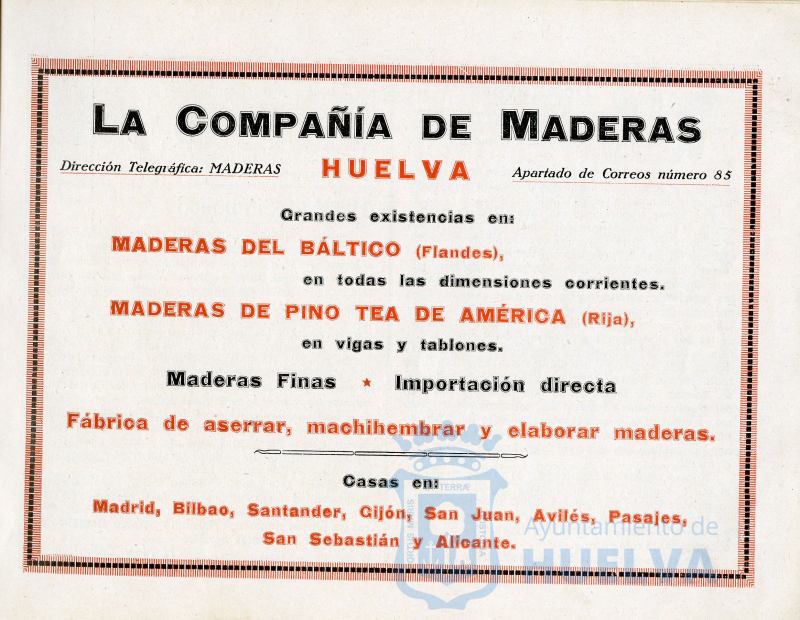 LA COMPAÑÍA DE MADERAS
Dirección Telegráfica: MADERAS HUELVA Apartado de Correos número 85
Grandes existencias en:
MADERAS DEL BÁLTICO (Flandes),
en todas las dimensiones corrientes.
MADERAS DE PINO TEA DE AMÉRICA (Rija),
en vigas y tablones.
Maderas Finas ★ Importación directa
Fábrica de aserrar, machihembrar y elaborar maderas.
Casas en:
Madrid, Bilbao, Santander, Gijón, San Juan, Avilés, Pasajes,
San Sebastián y Alicante.
Ayuntamiento de
HUELVA